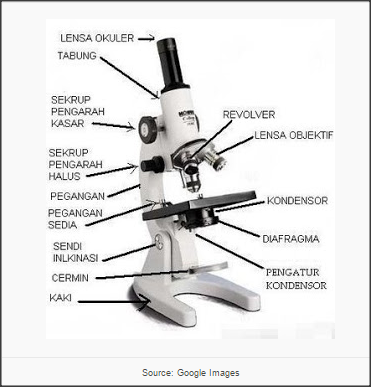 LENSA OKULER
TABUNG
SEKRUP
PENGARAH
KASAR
REVOLVER
LENSA OBJEKTIF
SEKRUP
PENGARAH
HALUS
PEGANGAN
PEGANGAN
SEDIA
KONDENSOR
DIAFRAGMA
SENDI
INLKINASI
PENGATUR
KONDENSOR
CERMIN
KAKI
Source: Google Images